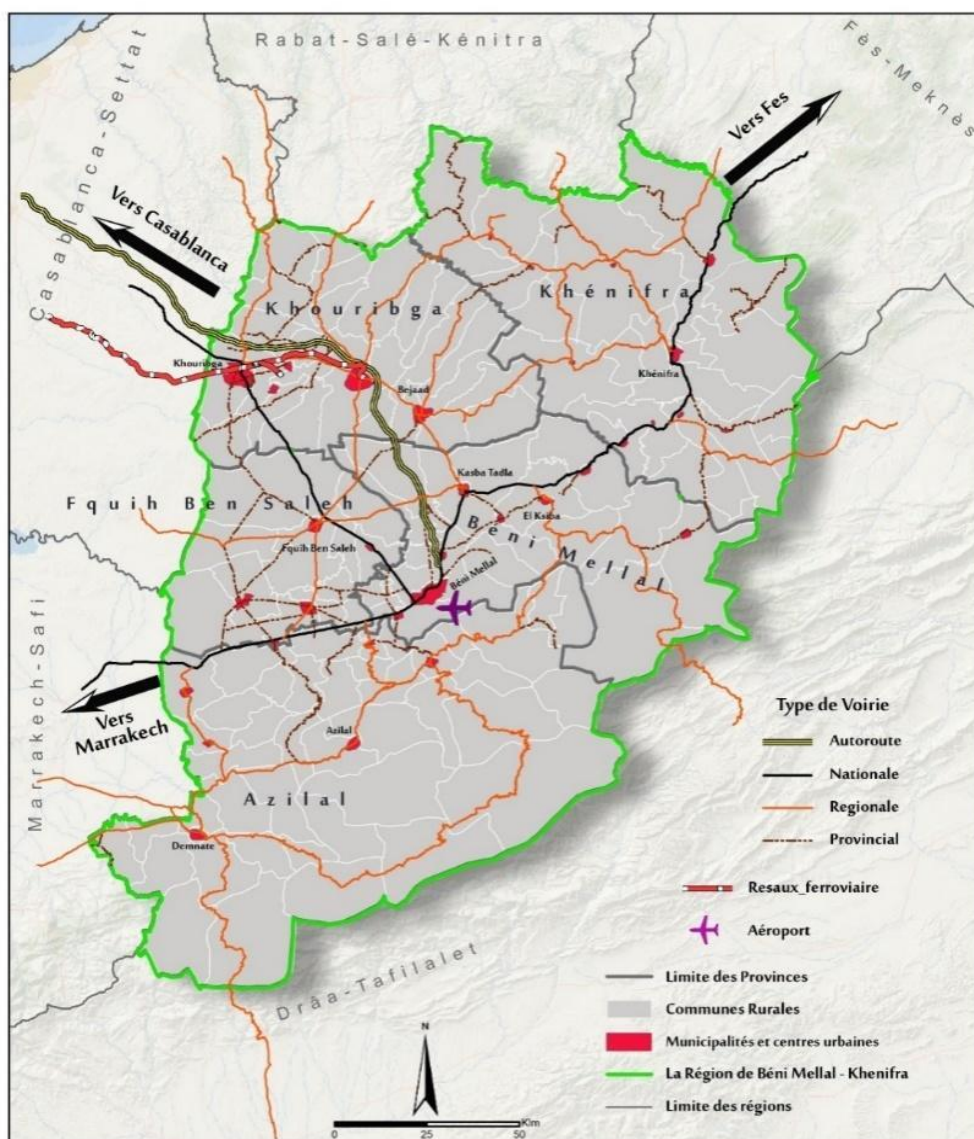 Rabat-Salé-Kénitra
Fès-Meknès
Casablanca-Settat
Vers Fes
Vers Casablanca
Khouribga
Khénifra
Khouribga
Khénifra
Bejaad
Kasba Tadla
Fquih Ben Saleh
El Ksiba
Béni Mellal
Fquih Ben Saleh
Béni Mellal
Marrakech-Safi
Vers
Marrakech
Azilal
Azilal
Demnate
Drâa-Tafilalet
Type de Voirie
Autoroute
Nationale
Regionale
Provincial
Resaux_ferroviaire
Aéroport
Limite des Provinces
Communes Rurales
Municipalités et centres urbaines
La Région de Béni Mellal - Khenifra
Limite des régions
N
Klm
0 25 50